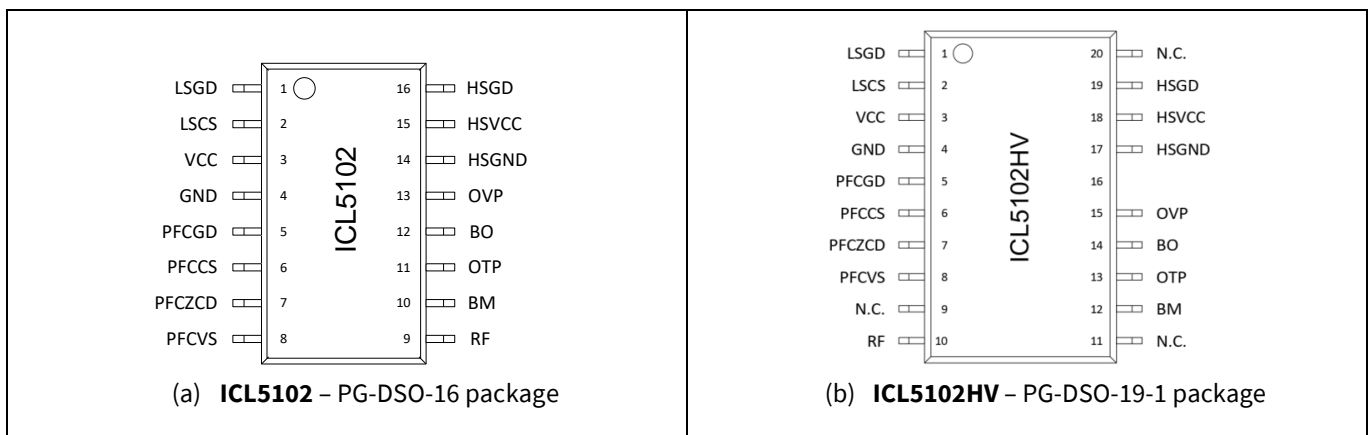 LSGD 1 16 HSGD
LSCS 2 15 HSVCC
VCC 3 14 HSGND
GND 4 13 OVP
PFCGD 5 12 BO
PFCCS 6 11 OTP
PFCZCD 7 10 BM
PFCVS 8 9 RF
ICL5102
(a) ICL5102 – PG-DSO-16 package
LSGD 1 20 N.C.
LSCS 2 19 HSGD
VCC 3 18 HSVCC
GND 4 17 HSGND
PFCGD 5 16
PFCCS 6 15 OVP
PFCZCD 7 14 BO
PFCVS 8 13 OTP
N.C. 9 12 BM
RF 10 11 N.C.
ICL5102HV
(b) ICL5102HV – PG-DSO-19-1 package